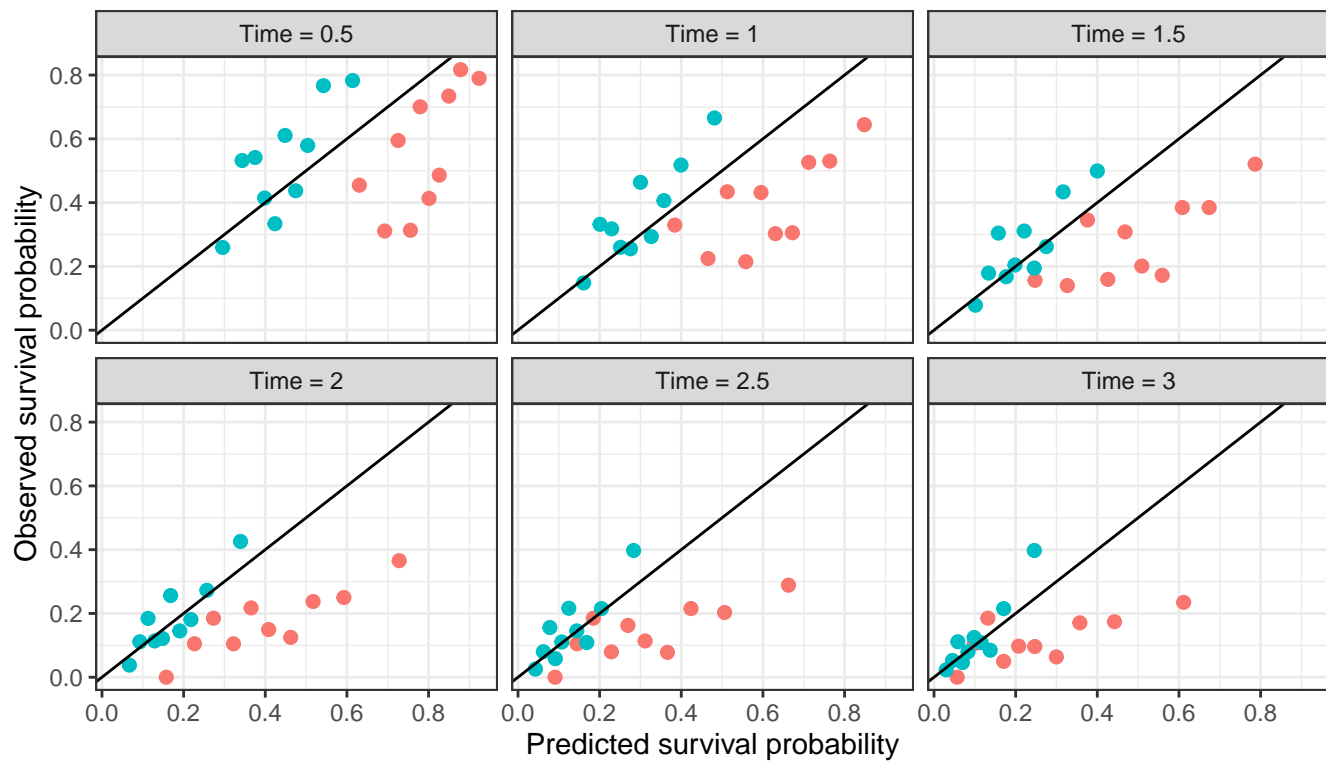 Time = 0.5
Time = 1
Time = 1.5
0.8
0.6
0.4
0.2
0.0
Time = 2
Time = 2.5
Time = 3
0.8
0.6
0.4
0.2
0.0
0.0 0.2 0.4 0.6 0.8
0.0 0.2 0.4 0.6 0.8
0.0 0.2 0.4 0.6 0.8
Predicted survival probability
Observed survival probability